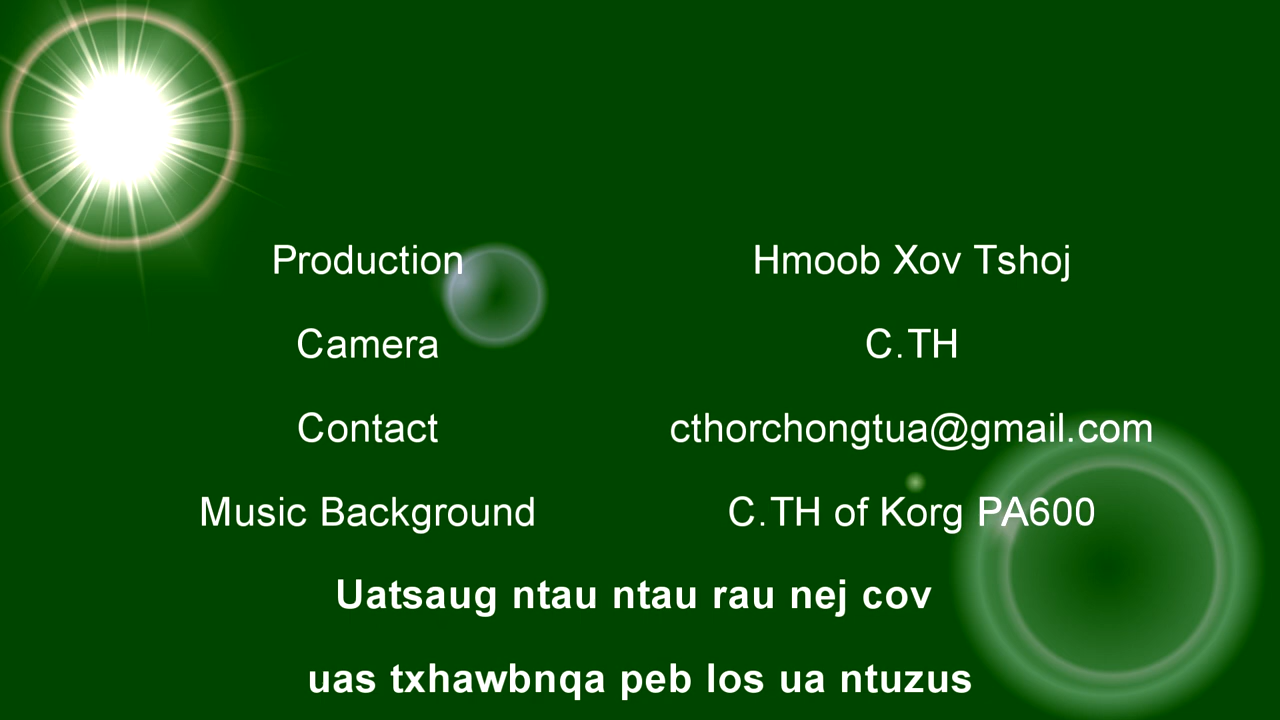 Production Hmoob Xov Tshoj
Camera C.TH
Contact cthorchongtua@gmail.com
Music Background C.TH of Korg PA600
Uatsaug ntau ntau rau nej cov
uas txhawbnqa peb los ua ntuzus